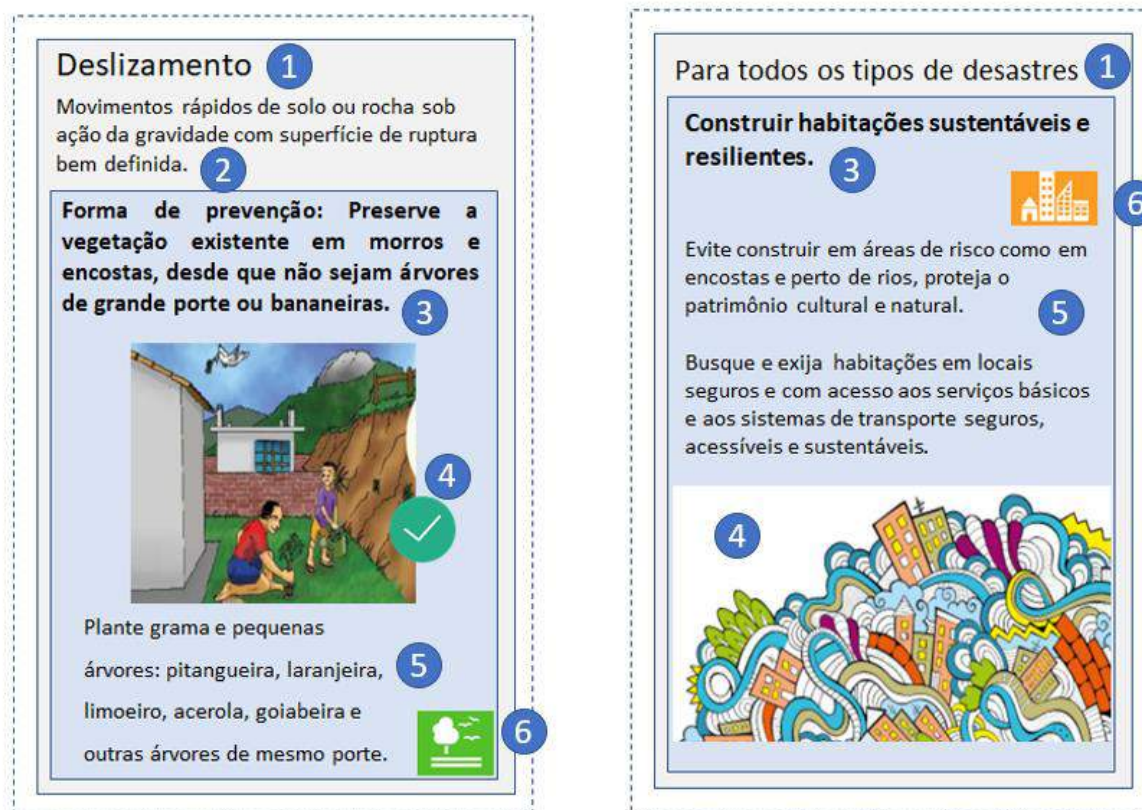 Deslizamento 1
Movimentos rápidos de solo ou rocha sob
ação da gravidade com superfície de ruptura
bem definida. 2
Forma de prevenção: Preserve a
vegetação existente em morros e
encostas, desde que não sejam árvores
de grande porte ou bananeiras. 3
4
Plante grama e pequenas
árvores: pitangueira, laranjeira, 5
limoeiro, acerola, goiabeira e
outras árvores de mesmo porte. 6
Para todos os tipos de desastres 1
Construir habitações sustentáveis e
resilientes. 3
6
Evite construir em áreas de risco como em
encostas e perto de rios, proteja o
patrimônio cultural e natural. 5
Busque e exija habitações em locais
seguros e com acesso aos serviços básicos
e aos sistemas de transporte seguros,
acessíveis e sustentáveis.
4